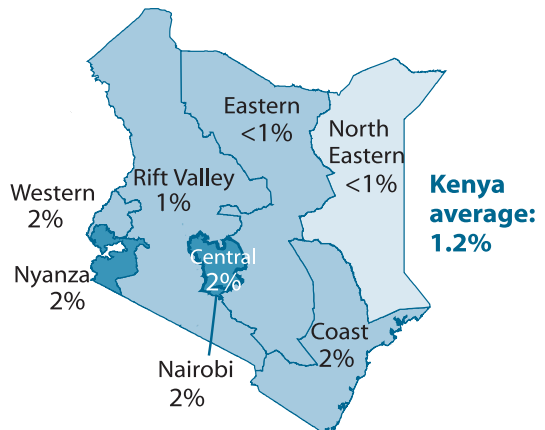 Eastern
<1%
North
Eastern
<1%
Rift Valley
1%
Western
2%
Kenya
average:
1.2%
Central
2%
Nyanza
2%
Coast
2%
Nairobi
2%